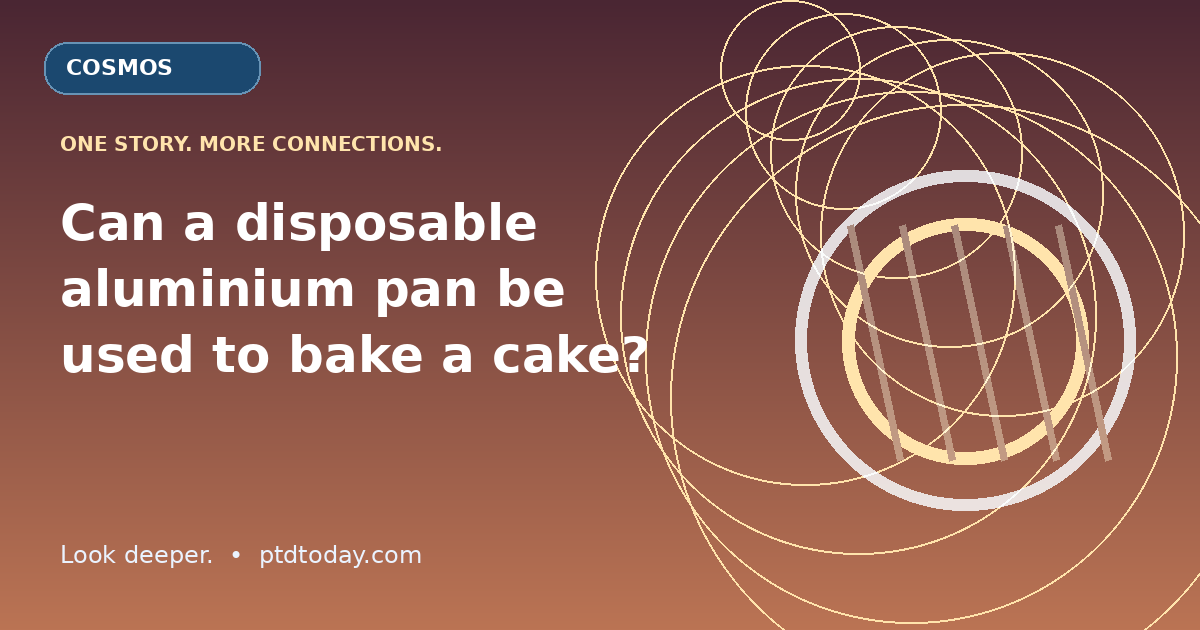 COSMOS
ONE STORY. MORE CONNECTIONS.
Can a disposable
aluminium pan be
used to bake a cake?
Look deeper. • ptdtoday.com